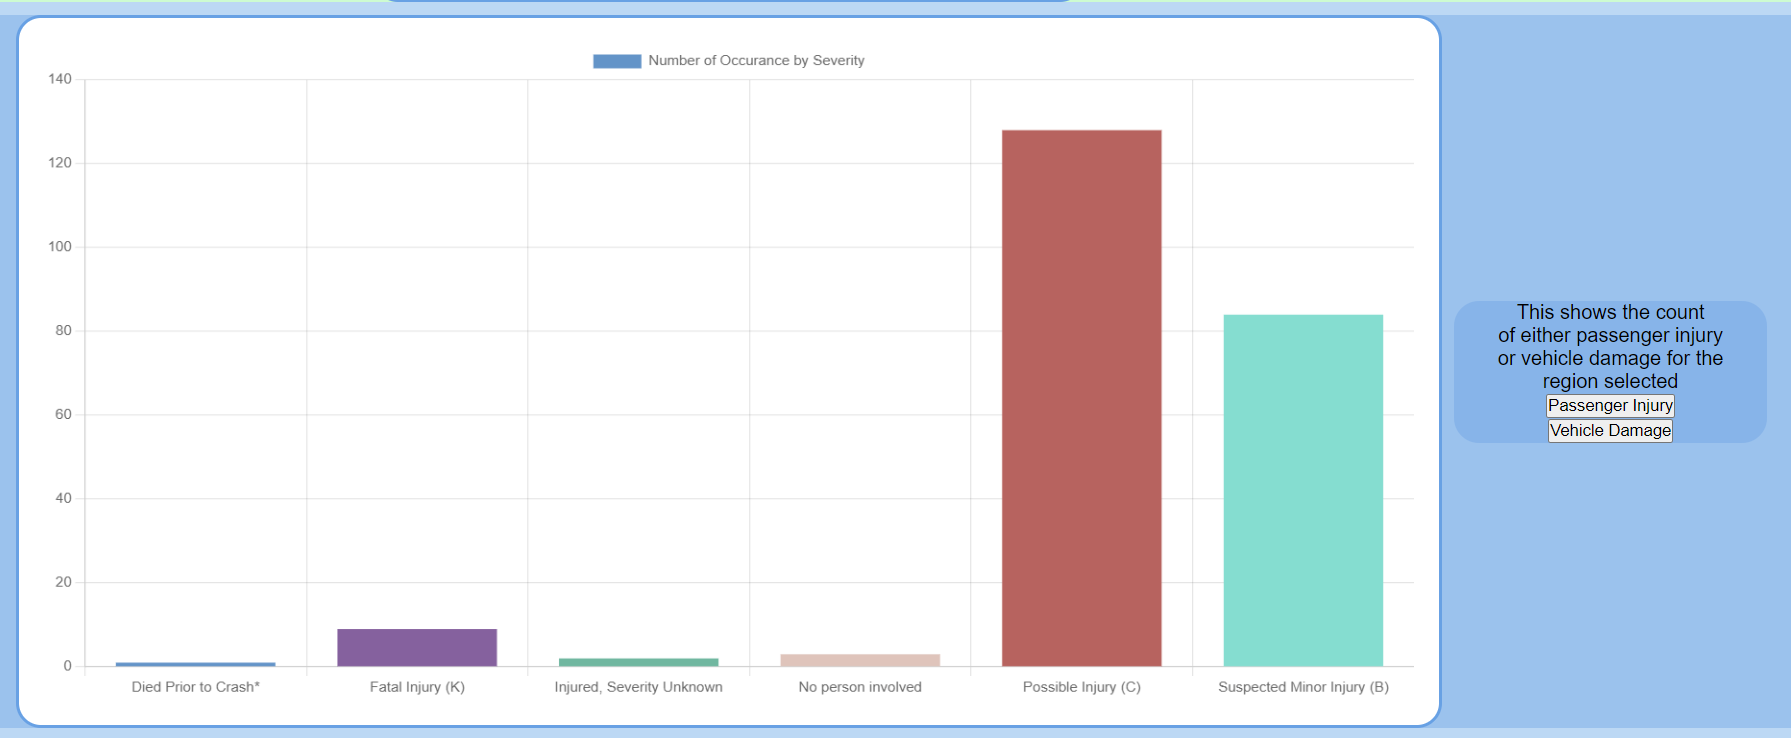 Number of Occurance by Severity
140
120
100
80
60
40
20
0
Died Prior to Crash*
Fatal Injury (K)
Injured, Severity Unknown
No person involved
Possible Injury (C)
Suspected Minor Injury (B)
This shows the count
of either passenger injury
or vehicle damage for the
region selected
Passenger Injury
Vehicle Damage